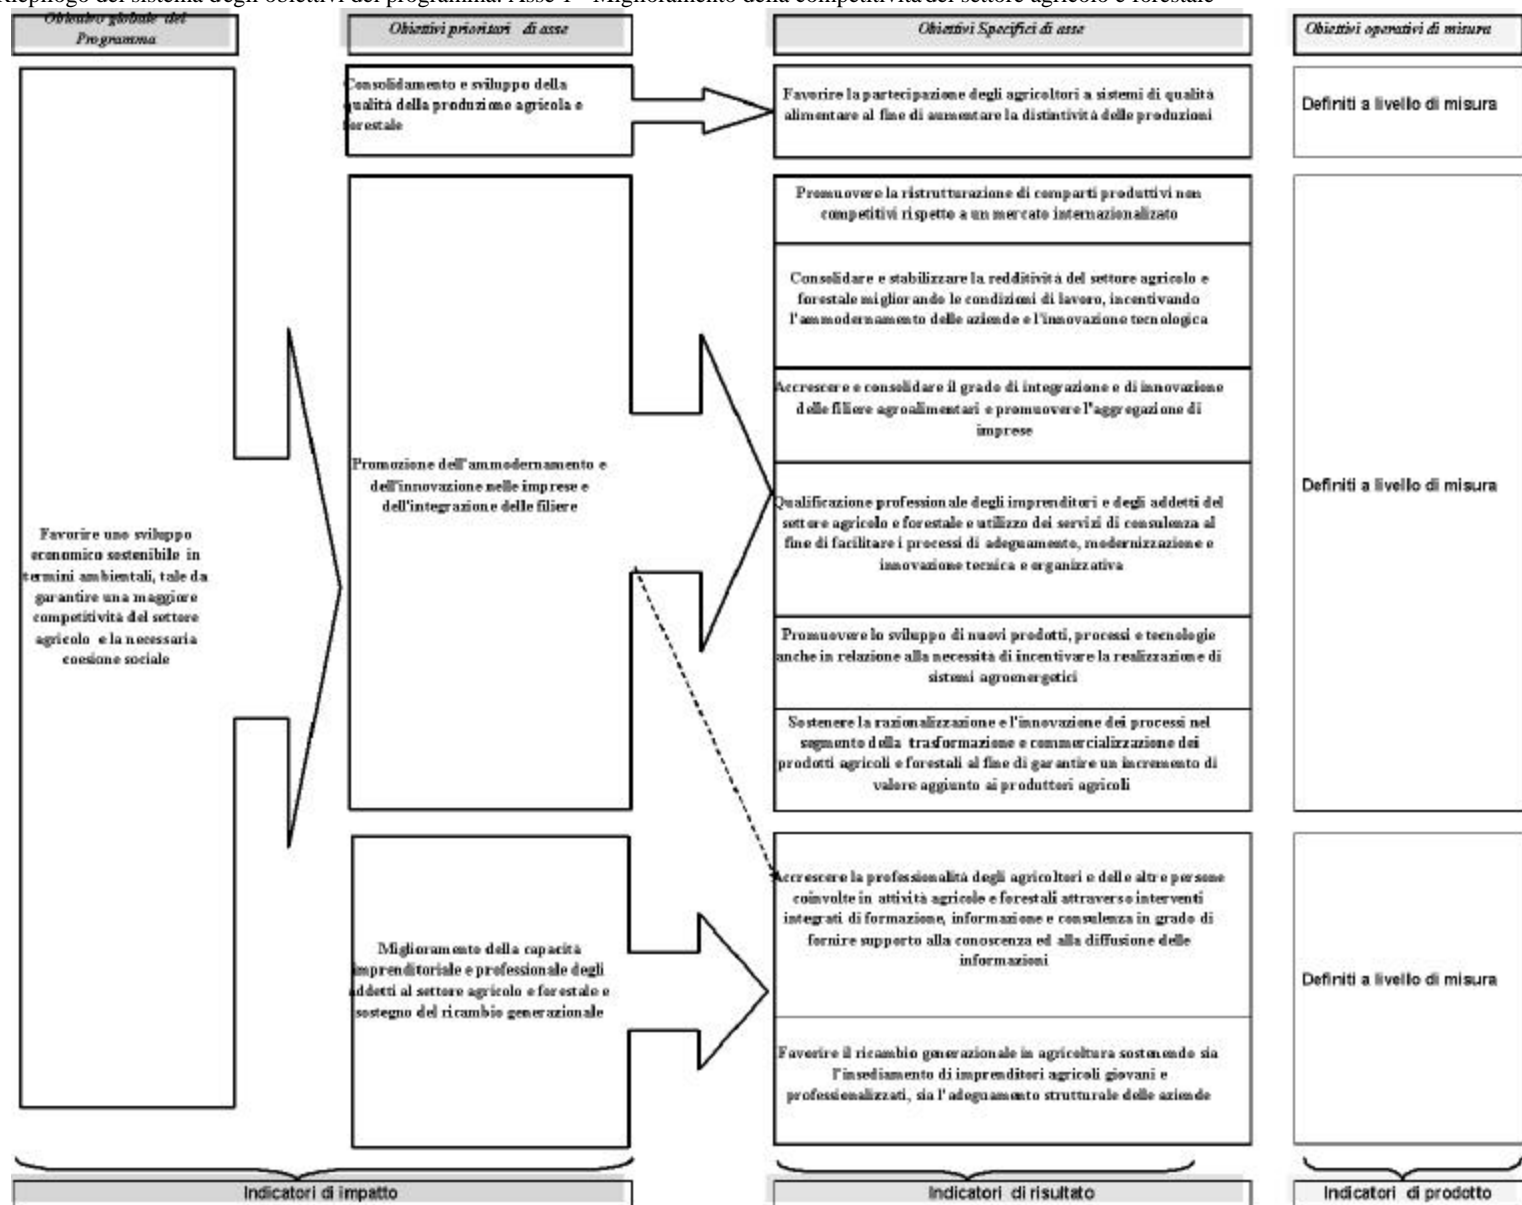 Riepilogo del sistema degli obiettivi del programma. Asse 1 - Miglioramento della competitività del settore agricolo e forestale
Obiettivo globale del
Programma
Obiettivi prioritari di asse
Obiettivi Specifici di asse
Obiettivi operativi di misura
Favorire uno sviluppo
economico sostenibile in
termini ambientali, tale da
garantire una maggiore
competitività del settore
agricolo e la necessaria
coesione sociale
Consolidamento e sviluppo della
qualità della produzione agricola e
forestale
Favorire la partecipazione degli agricoltori a sistemi di qualità
alimentare al fine di aumentare la distintività delle produzioni
Definiti a livello di misura
Promozione dell'ammodernamento e
dell'innovazione nelle imprese e
dell'integrazione delle filiere
Promuovere la ristrutturazione di comparti produttivi non
competitivi rispetto a un mercato internazionalizato
Consolidare e stabilizzare la redditività del settore agricolo e
forestale migliorando le condizioni di lavoro, incentivando
l'ammodernamento delle aziende e l'innovazione tecnologica
Accrescere e consolidare il grado di integrazione e di innovazione
delle filiere agroalimentari e promuovere l'aggregazione di
imprese
Qualificazione professionale degli imprenditori e degli addetti del
settore agricolo e forestale e utilizzo dei servizi di consulenza al
fine di facilitare i processi di adeguamento, modernizzazione e
innovazione tecnica e organizzativa
Promuovere lo sviluppo di nuovi prodotti, processi e tecnologie
anche in relazione alla necessità di incentivare la realizzazione di
sistemi agroenergetici
Sostenere la razionalizzazione e l'innovazione dei processi nel
segmento della trasformazione e commercializzazione dei
prodotti agricoli e forestali al fine di garantire un incremento di
valore aggiunto ai produttori agricoli
Definiti a livello di misura
Miglioramento della capacità
imprenditoriale e professionale degli
addetti al settore agricolo e forestale e
sostegno del ricambio generazionale
Accrescere la professionalità degli agricoltori e delle altre persone
coinvolte in attività agricole e forestali attraverso interventi
integrati di formazione, informazione e consulenza in grado di
fornire supporto alla conoscenza ed alla diffusione delle
informazioni
Favorire il ricambio generazionale in agricoltura sostenendo sia
l'insediamento di imprenditori agricoli giovani e
professionalizzati, sia l'adeguamento strutturale delle aziende
Definiti a livello di misura
Indicatori di impatto
Indicatori di risultato
Indicatori di prodotto